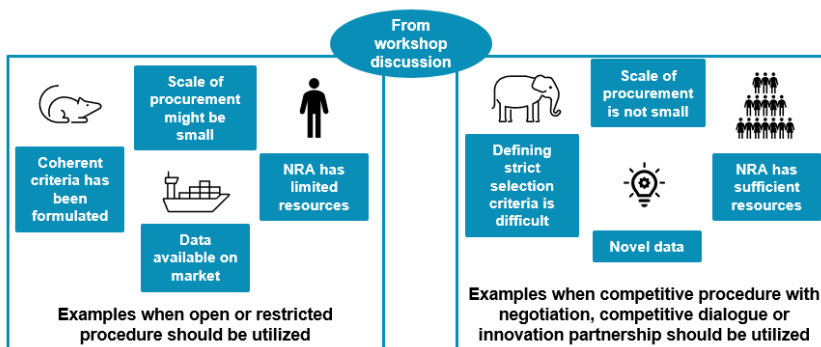 From
workshop
discussion
Scale of
procurement
might be
small
Coherent
criteria has
been
formulated
NRA has
limited
resources
Data
available on
market
Examples when open or restricted
procedure should be utilized
Scale of
procurement
is not small
Defining
strict
selection
criteria is
difficult
NRA has
sufficient
resources
Novel data
Examples when competitive procedure with
negotiation, competitive dialogue or
innovation partnership should be utilized